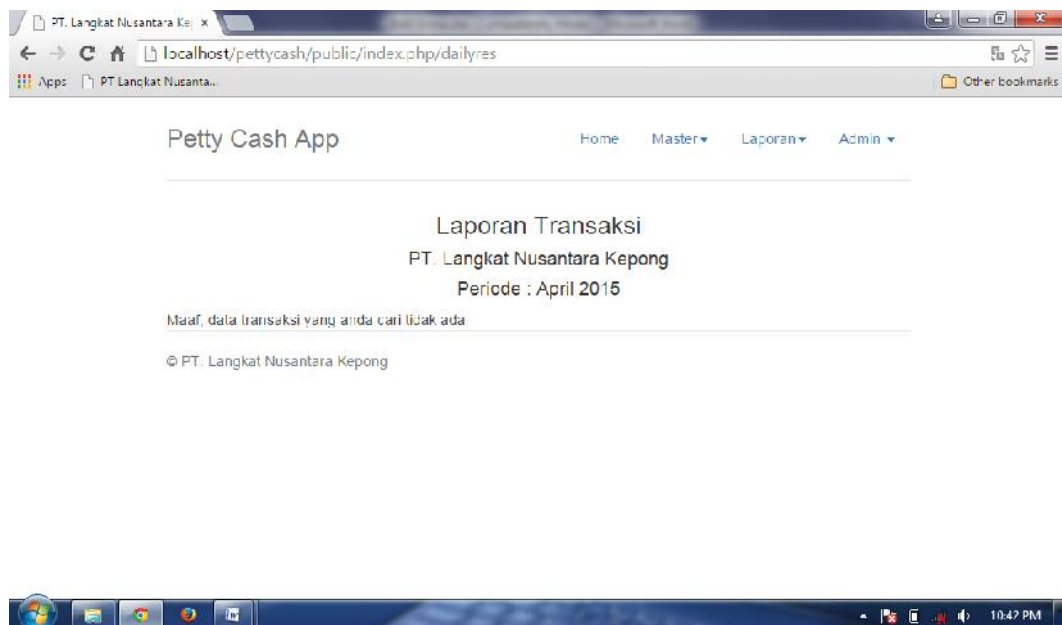 PT. Langkat Nusantara Ke
localhost/pettycash/public/index.php/dailyres
Apps PT Langkat Nusanta... Other bookmarks
Petty Cash App Home Master Laporan Admin
Laporan Transaksi
PT. Langkat Nusantara Kepong
Periode : April 2015
Maaf, data transaksi yang anda cari tidak ada
© PT. Langkat Nusantara Kepong
10:42 PM